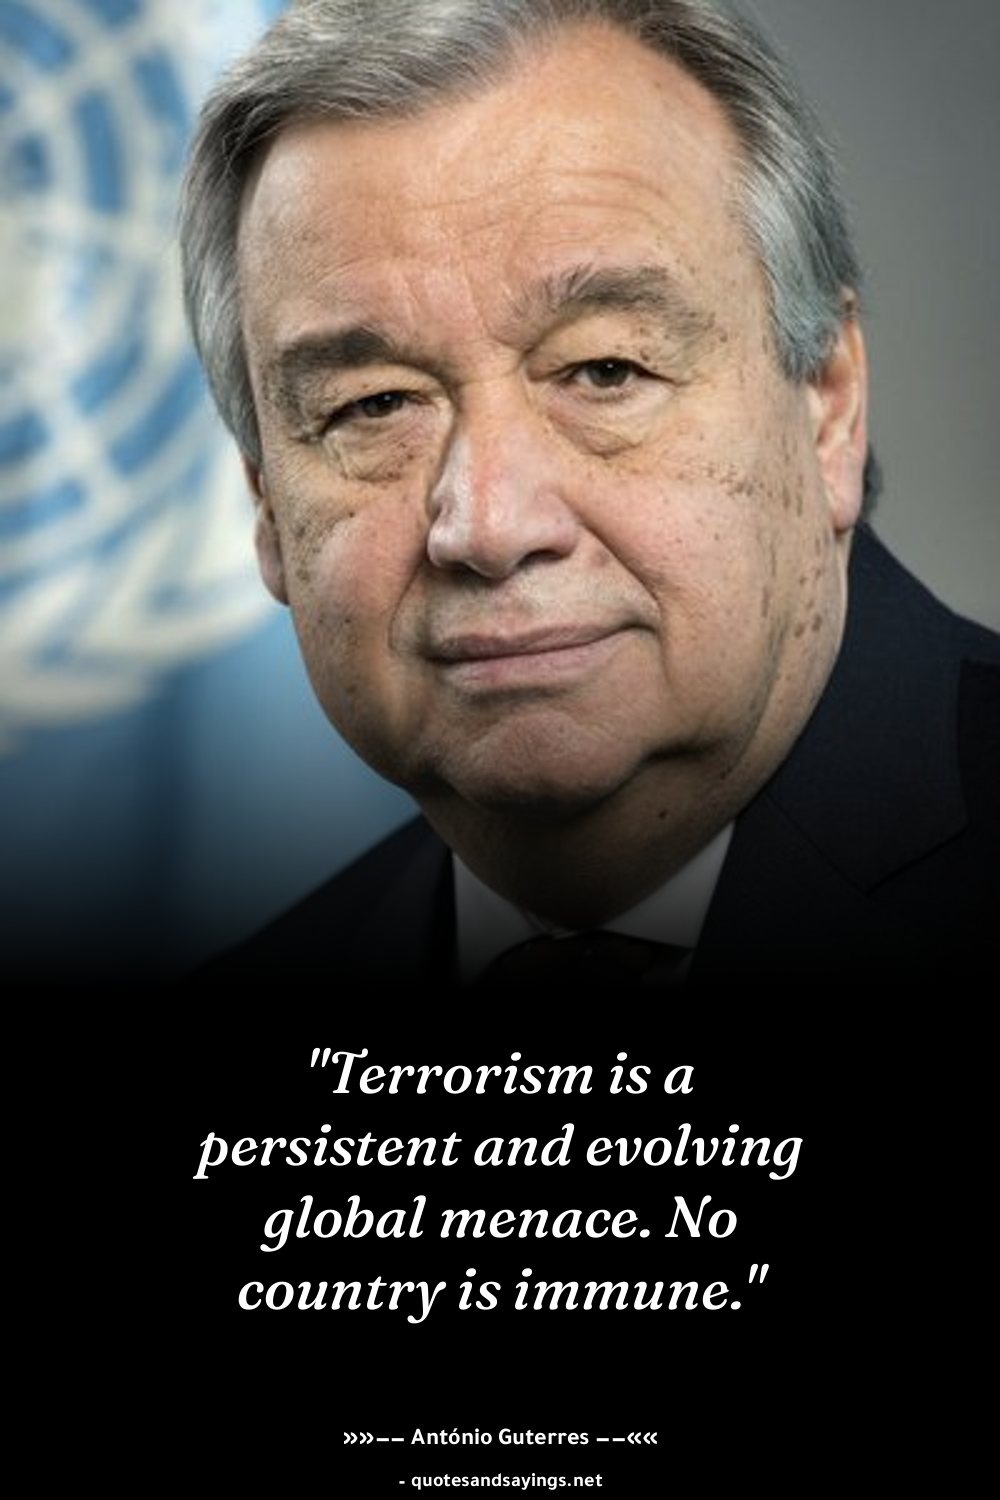 "Terrorism is a
persistent and evolving
global menace. No
country is immune."
»»–– António Guterres ––««
- quotesandsayings.net